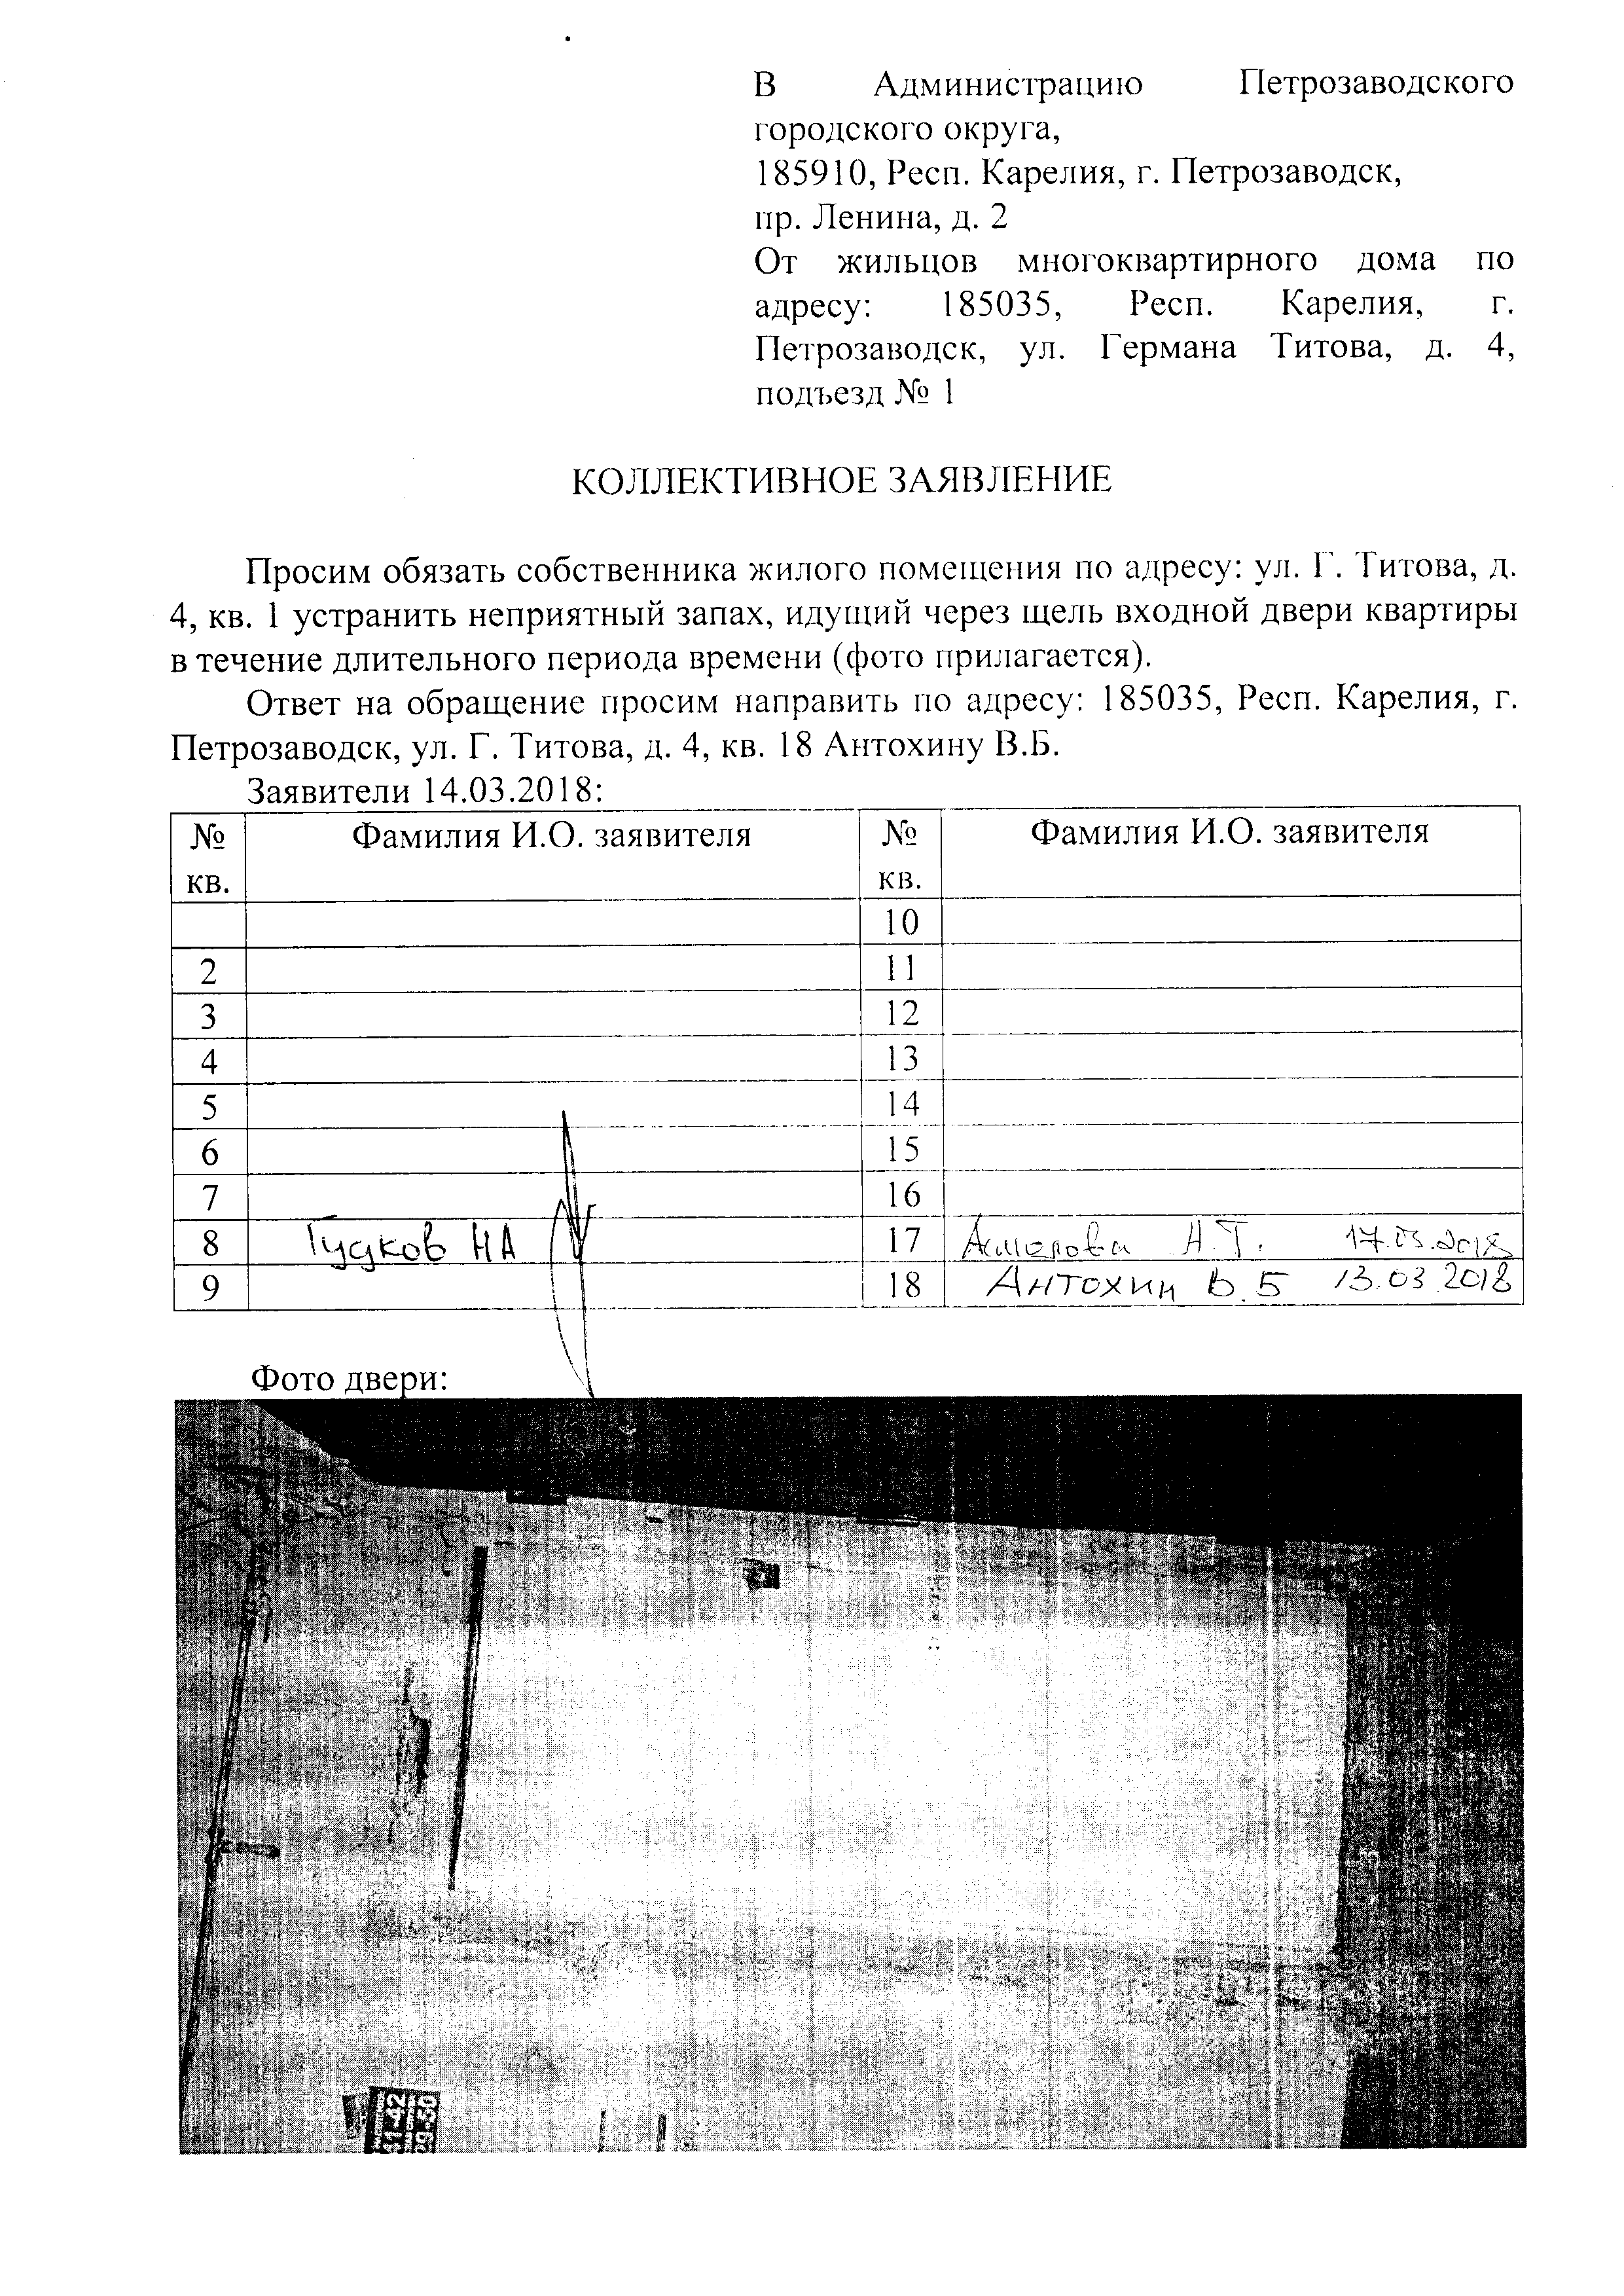 В Администрацию Петрозаводского
городского округа,
185910, Респ. Карелия, г. Петрозаводск,
пр. Ленина, д. 2
От жильцов многоквартирного дома по
адресу: 185035, Респ. Карелия, г.
Петрозаводск, ул. Германа Титова, д. 4,
подъезд № 1
КОЛЛЕКТИВНОЕ ЗАЯВЛЕНИЕ
Просим обязать собственника жилого помещения по адресу: ул. Г. Титова, д.
4, кв. 1 устранить неприятный запах, идущий через щель входной двери квартиры
в течение длительного периода времени (фото прилагается).
Ответ на обращение просим направить по адресу: 185035, Респ. Карелия, г.
Петрозаводск, ул. Г. Титова, д. 4, кв. 18 Антохину В.Б.
Заявители 14.03.2018:
№ кв. Фамилия И.О. заявителя № кв. Фамилия И.О. заявителя
10
2 11
3 12
4 13
5 14
6 15
7 16
8 Гудков НА 17 Н.Т. 17.03.2018
9 18 Антохин В.Б 13.03.2018
Фото двери: